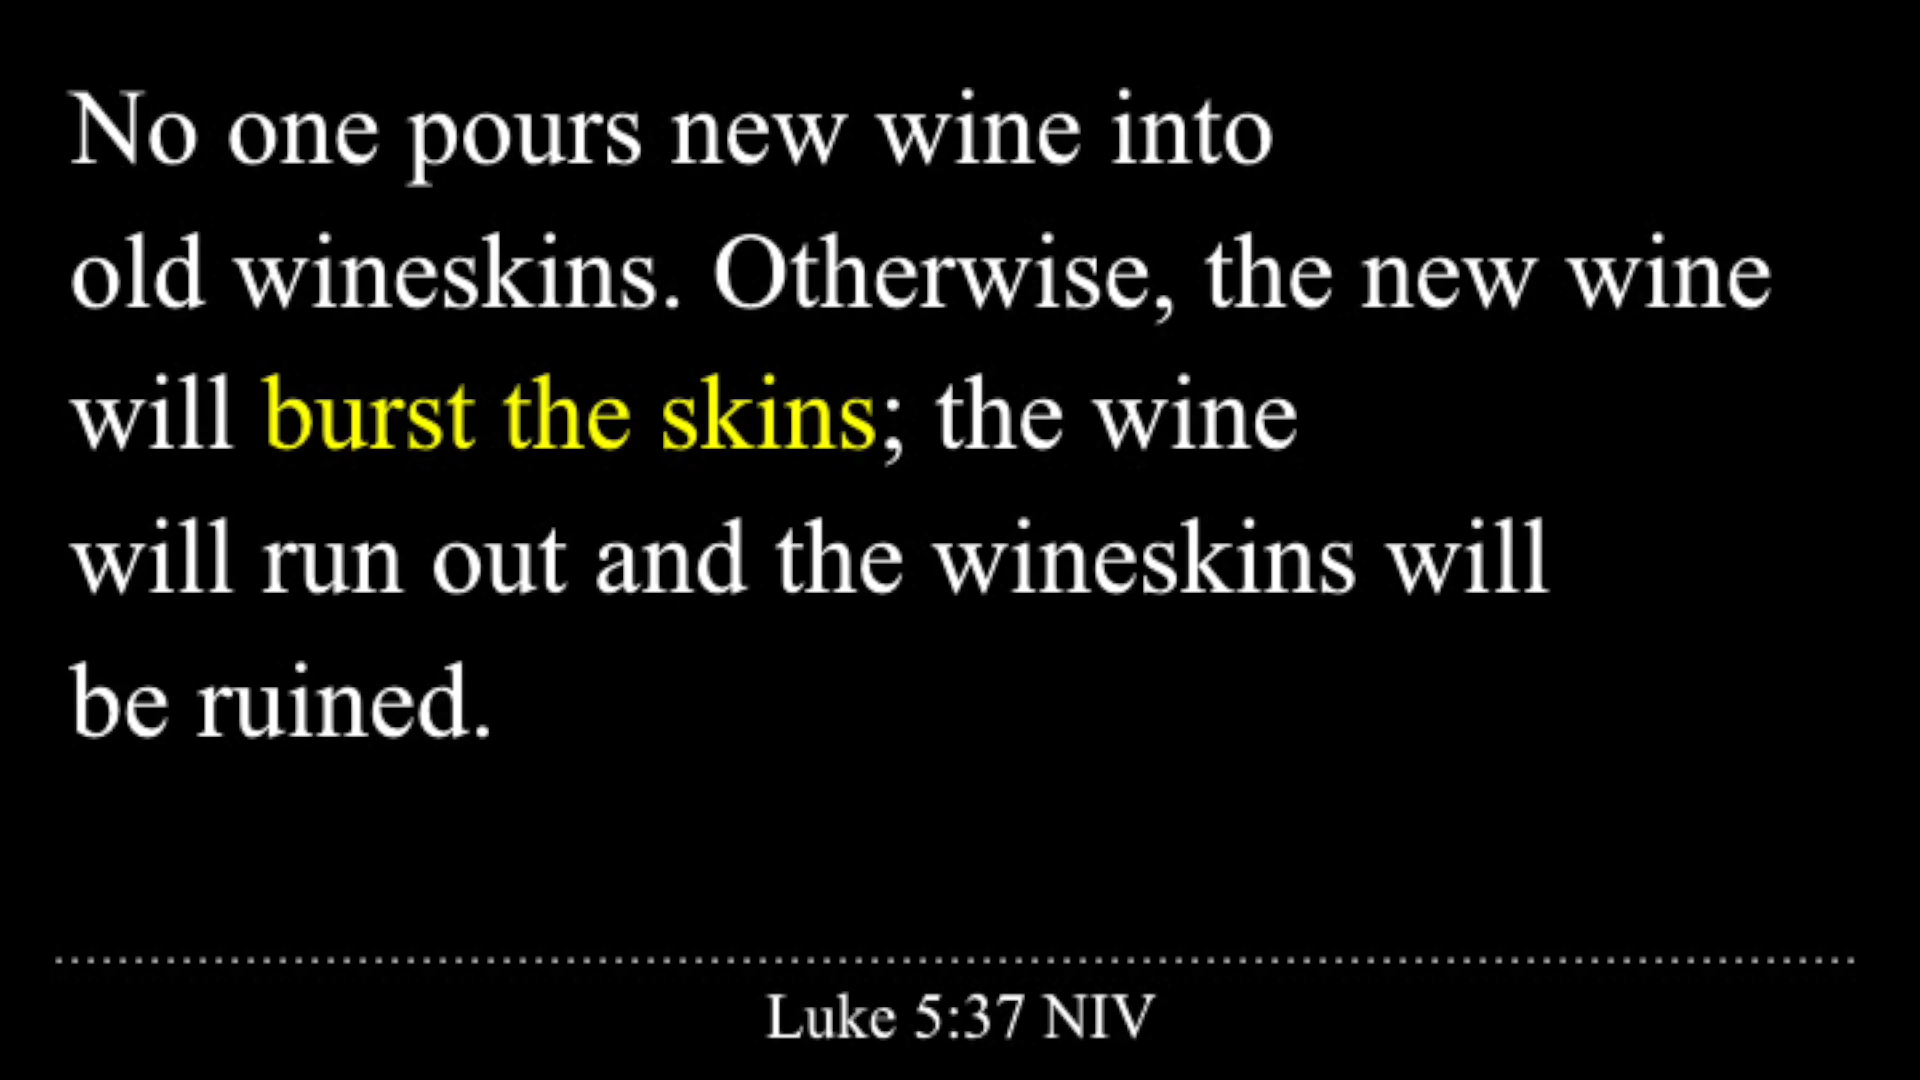 No one pours new wine into
old wineskins. Otherwise, the new wine
will burst the skins; the wine
will run out and the wineskins will
be ruined.
Luke 5:37 NIV